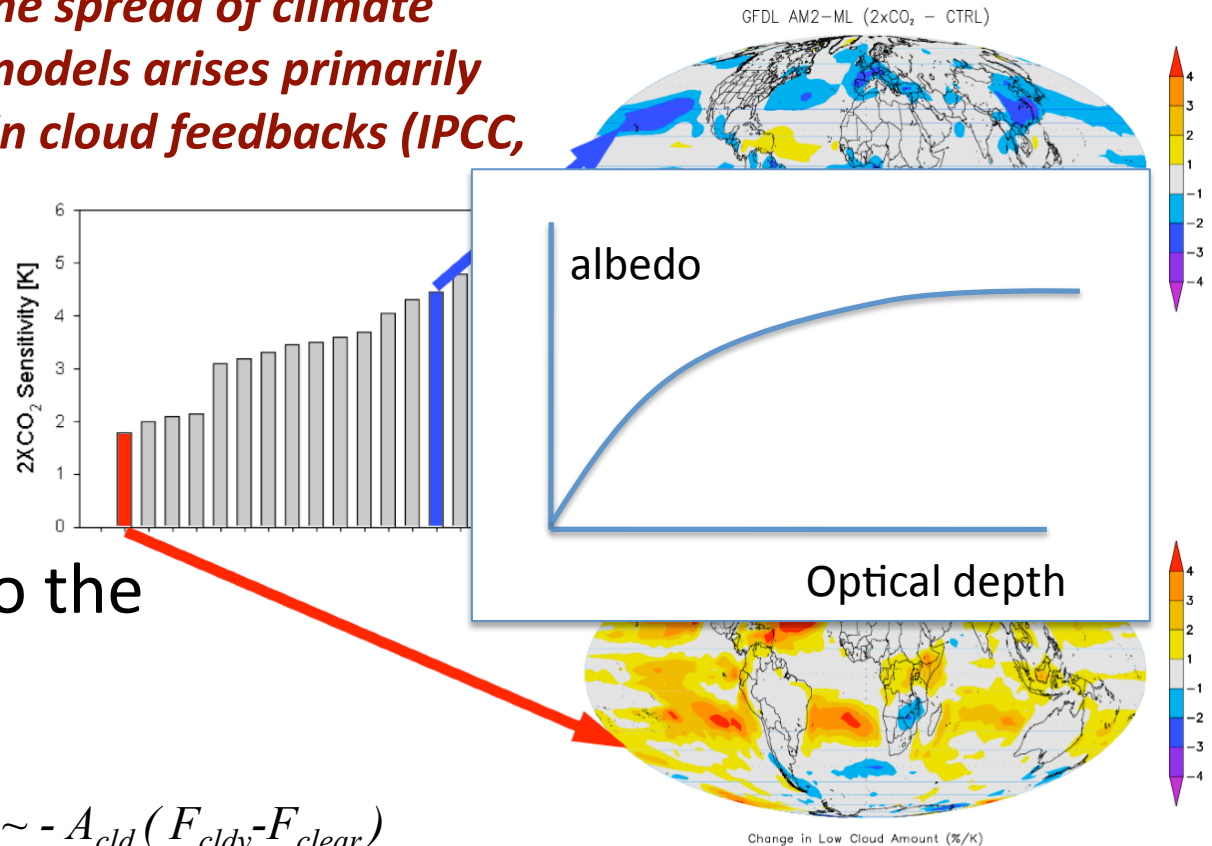 he spread of climate
models arises primarily
in cloud feedbacks (IPCC,
GFDL AM2-ML (2xCO₂ – CTRL)
4
3
2
1
-1
-2
-3
-4
6
5
4
3
2
1
0
2XCO₂ Sensitivity [K]
albedo
Optical depth
o the
4
3
2
1
-1
-2
-3
-4
~ - A_cld ( F_cldy-F_clear )
Change in Low Cloud Amount (%/K)